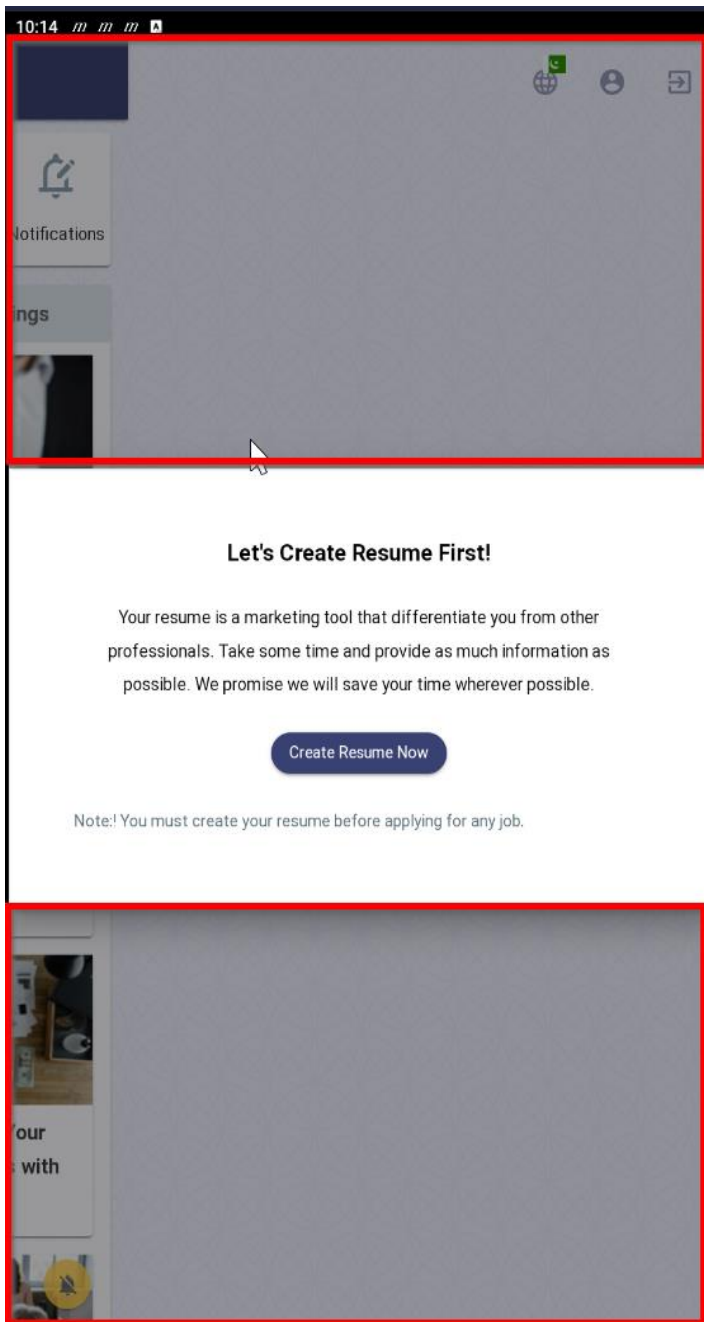 10:14 m m m A
Notifications
ings
Let's Create Resume First!
Your resume is a marketing tool that differentiate you from other
professionals. Take some time and provide as much information as
possible. We promise we will save your time wherever possible.
Create Resume Now
Note:! You must create your resume before applying for any job.
our
with